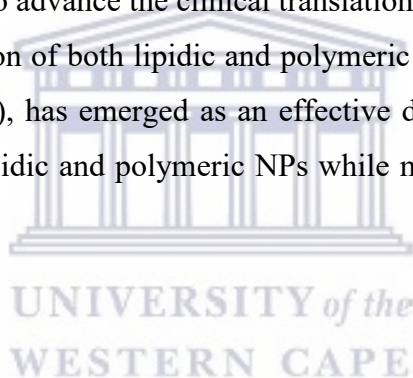 o advance the clinical translation
on of both lipidic and polymeric
), has emerged as an effective d
idic and polymeric NPs while n
UNIVERSITY of the
WESTERN CAPE